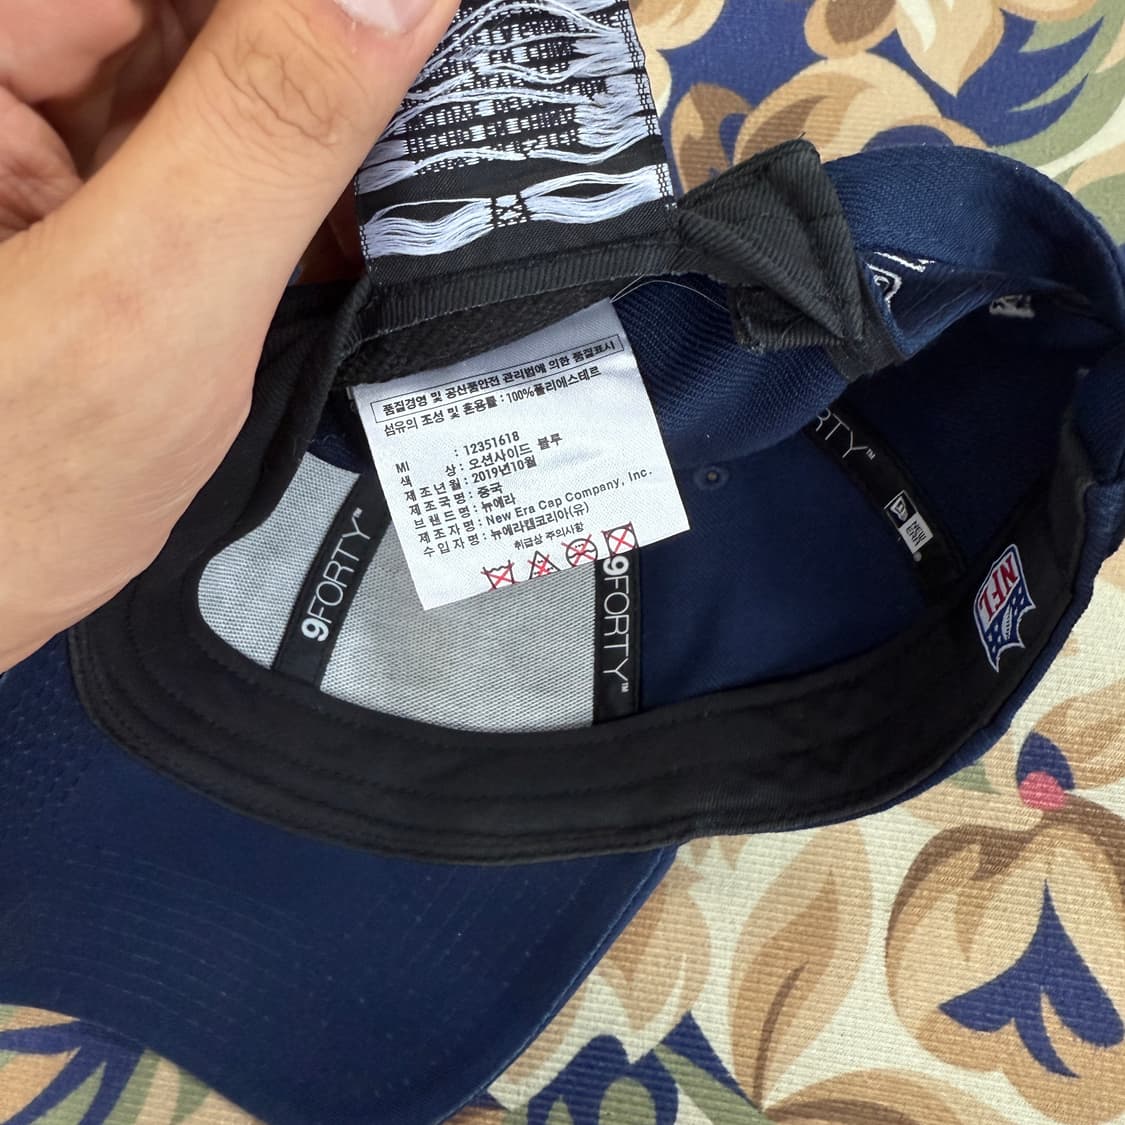 품질경영 및 공산품안전 관리법에 의한 품질표시
섬유의 조성 및 혼용률 : 100%폴리에스테르
MI : 12351618
색 상 : 오션사이드 블루
제조년월 : 2019년10월
제조국명 : 중국
브랜드명 : 뉴에라
제조자명 : New Era Cap Company, Inc.
수입자명 : 뉴에라캡코리아(유)
취급상 주의사항
9FORTY™
9FORTY™
RTY™
NEW ERA
NFL